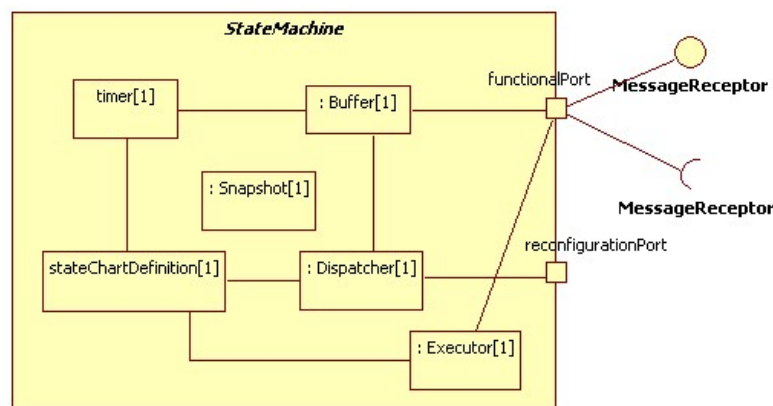 StateMachine
functionalPort
timer[1]
: Buffer[1]
MessageReceptor
: Snapshot[1]
MessageReceptor
reconfigurationPort
stateChartDefinition[1]
: Dispatcher[1]
: Executor[1]